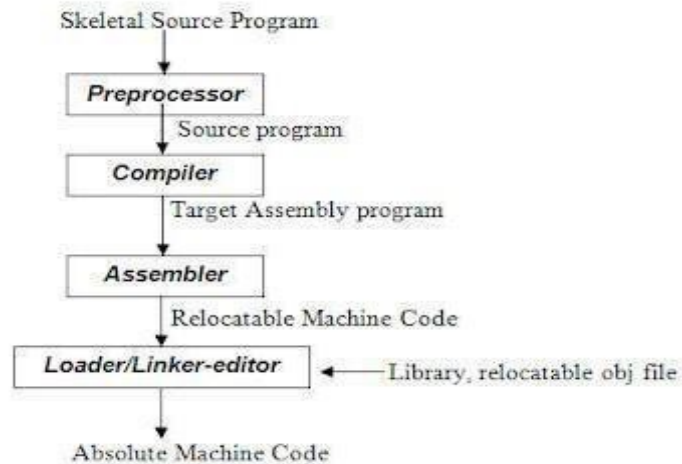 Skeletal Source Program
Preprocessor
Source program
Compiler
Target Assembly program
Assembler
Relocatable Machine Code
Loader/Linker-editor
Library, relocatable obj file
Absolute Machine Code